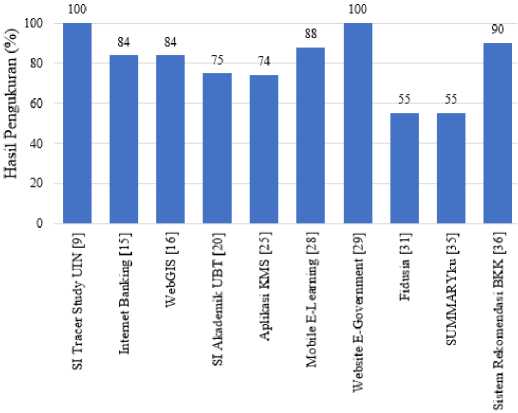 Hasil Pengukuran (%)
100
80
60
40
20
0
100
84
84
75
74
88
100
55
55
90
SI Tracer Study UIN [9]
Internet Banking [15]
WebGIS [16]
SI Akademik UBT [20]
Aplikasi KMS [25]
Mobile E-Learning [28]
Website E-Government [29]
Fidusia [31]
SUMMARYku [35]
Sistem Rekomendasi BKK [36]